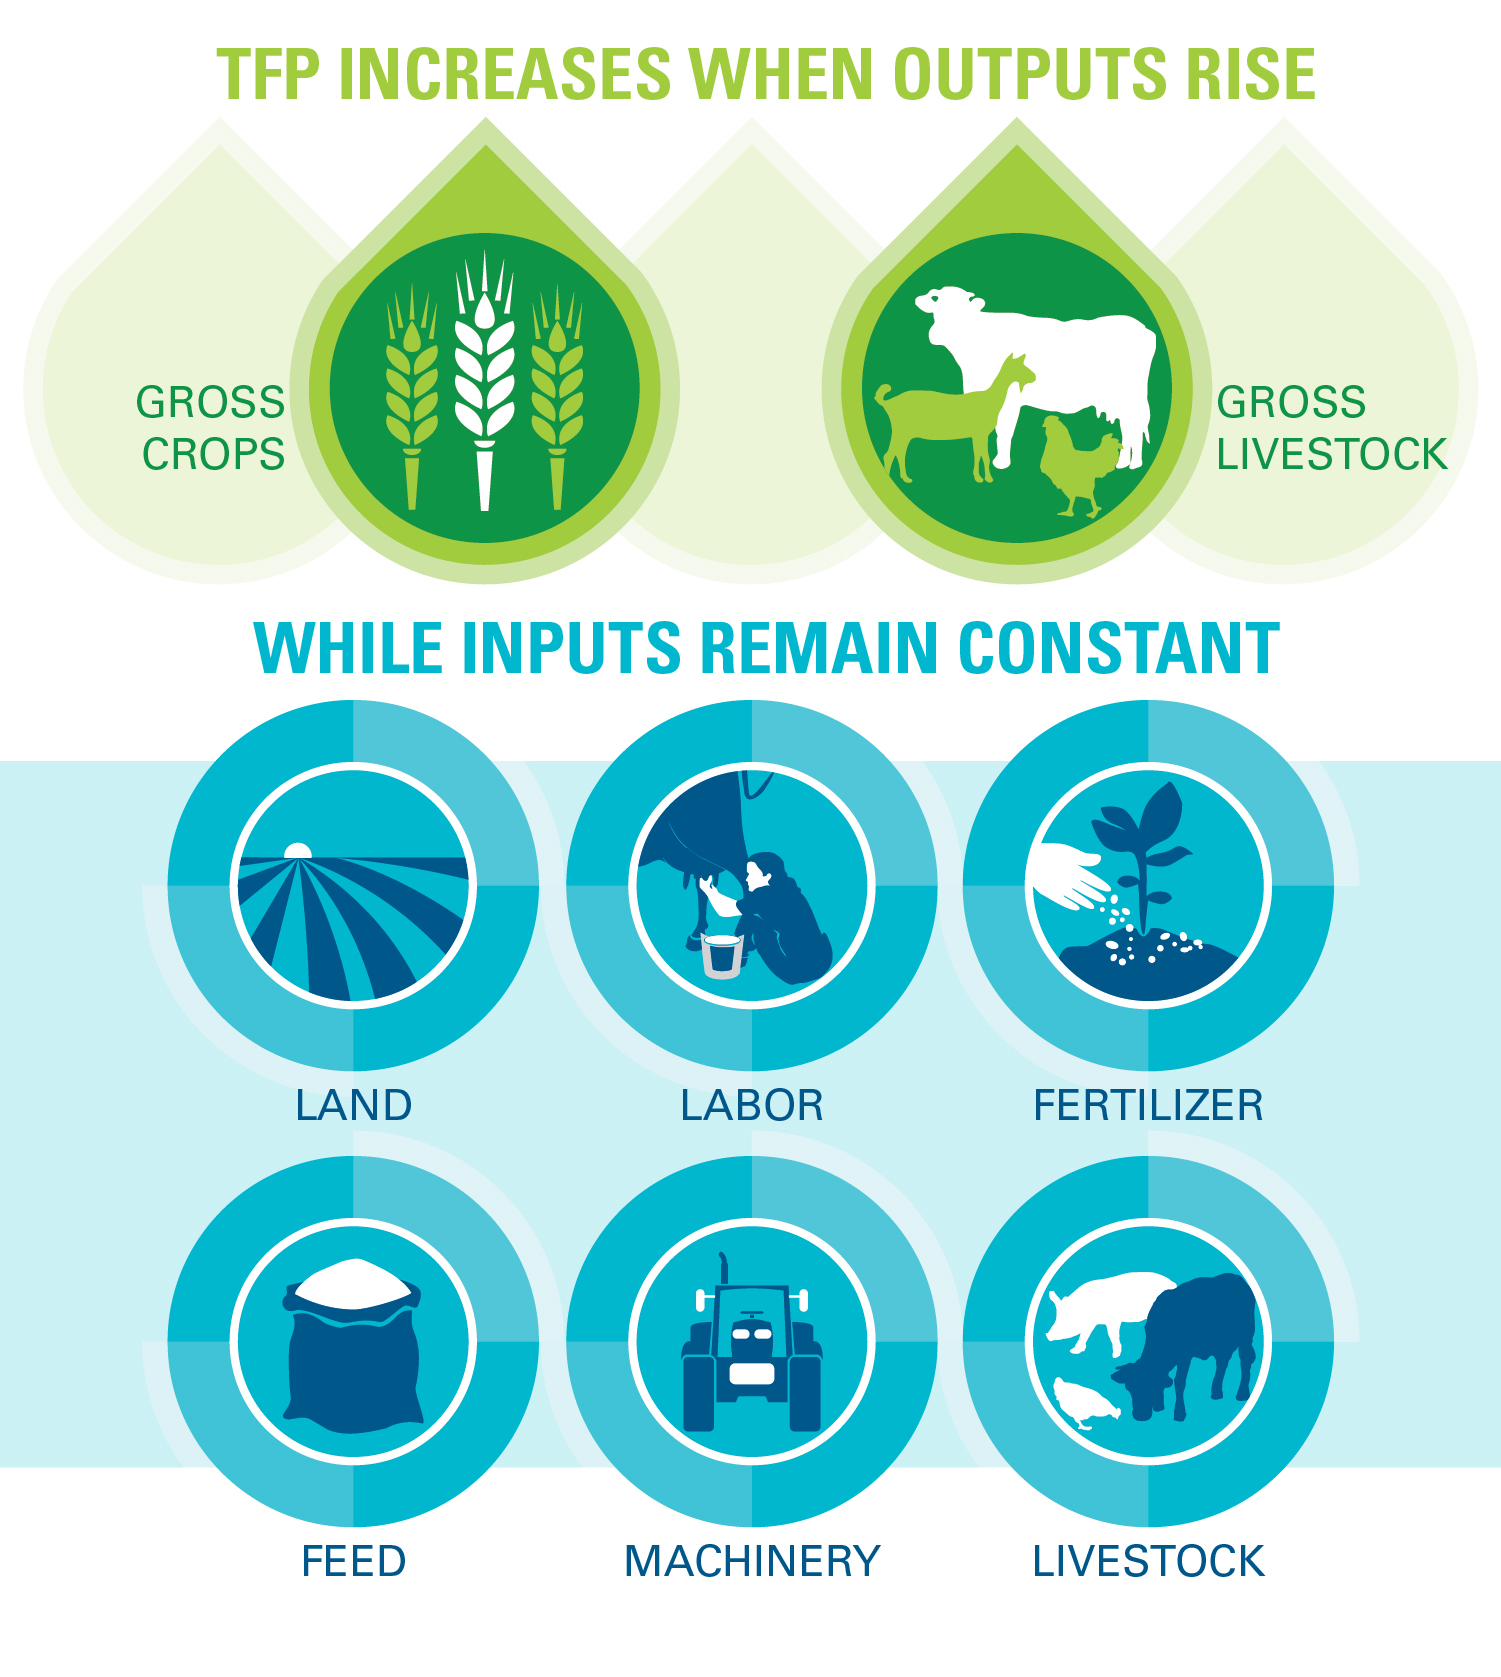 TFP INCREASES WHEN OUTPUTS RISE
GROSS
CROPS
GROSS
LIVESTOCK
WHILE INPUTS REMAIN CONSTANT
LAND
LABOR
FERTILIZER
FEED
MACHINERY
LIVESTOCK